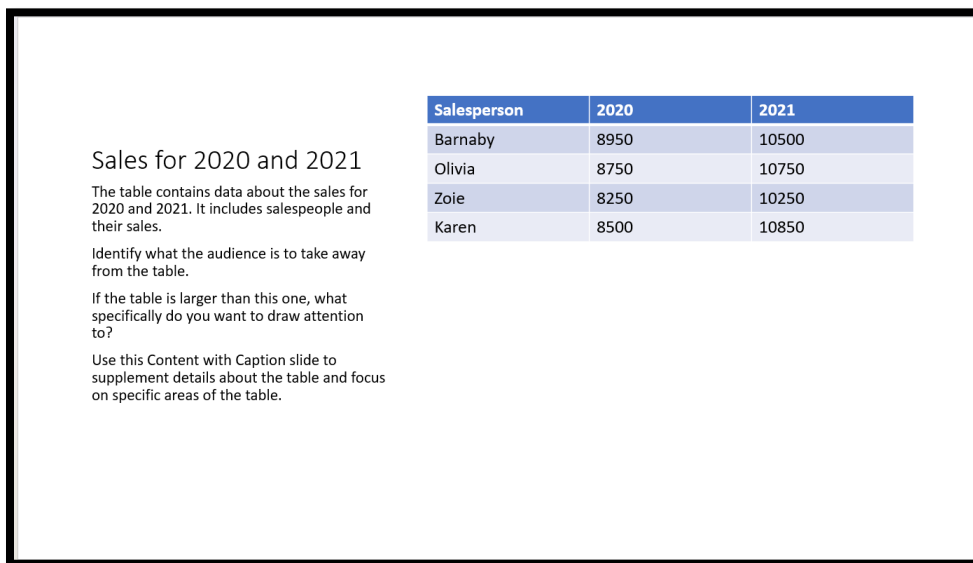 Sales for 2020 and 2021
The table contains data about the sales for
2020 and 2021. It includes salespeople and
their sales.
Identify what the audience is to take away
from the table.
If the table is larger than this one, what
specifically do you want to draw attention
to?
Use this Content with Caption slide to
supplement details about the table and focus
on specific areas of the table.
Salesperson 2020 2021
Barnaby 8950 10500
Olivia 8750 10750
Zoie 8250 10250
Karen 8500 10850